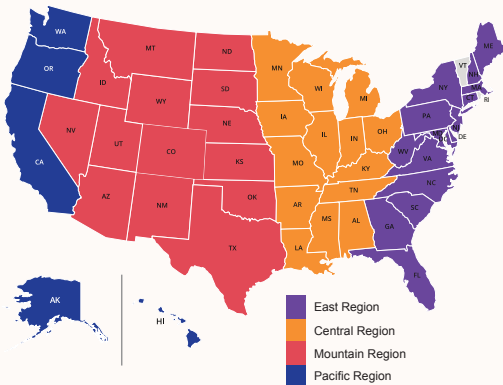 WA
ME
MT
ND
VT
OR
MN
NH
ID
WI
NY
MA
SD
MI
CT
RI
WY
PA
IA
NJ
NE
OH
DE
NV
IL
IN
UT
WV
CO
VA
CA
KS
MO
KY
NC
TN
OK
AZ
NM
AR
SC
MS
AL
GA
TX
LA
FL
AK
HI
East Region
Central Region
Mountain Region
Pacific Region